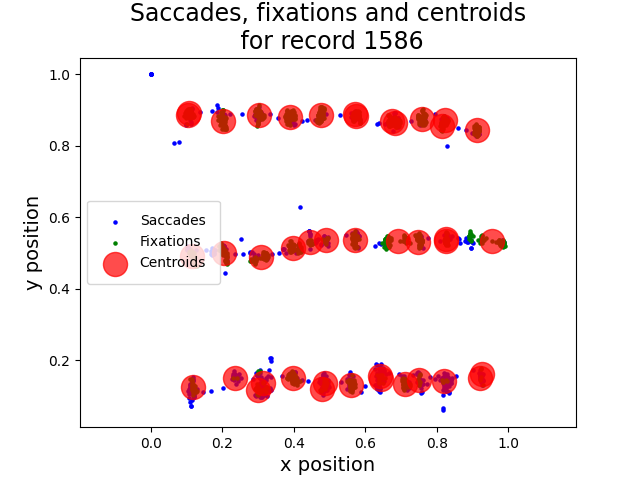 Saccades, fixations and centroids
for record 1586
1.0
0.8
0.6
0.4
0.2
y position
Saccades
Fixations
Centroids
0.0 0.2 0.4 0.6 0.8 1.0
x position